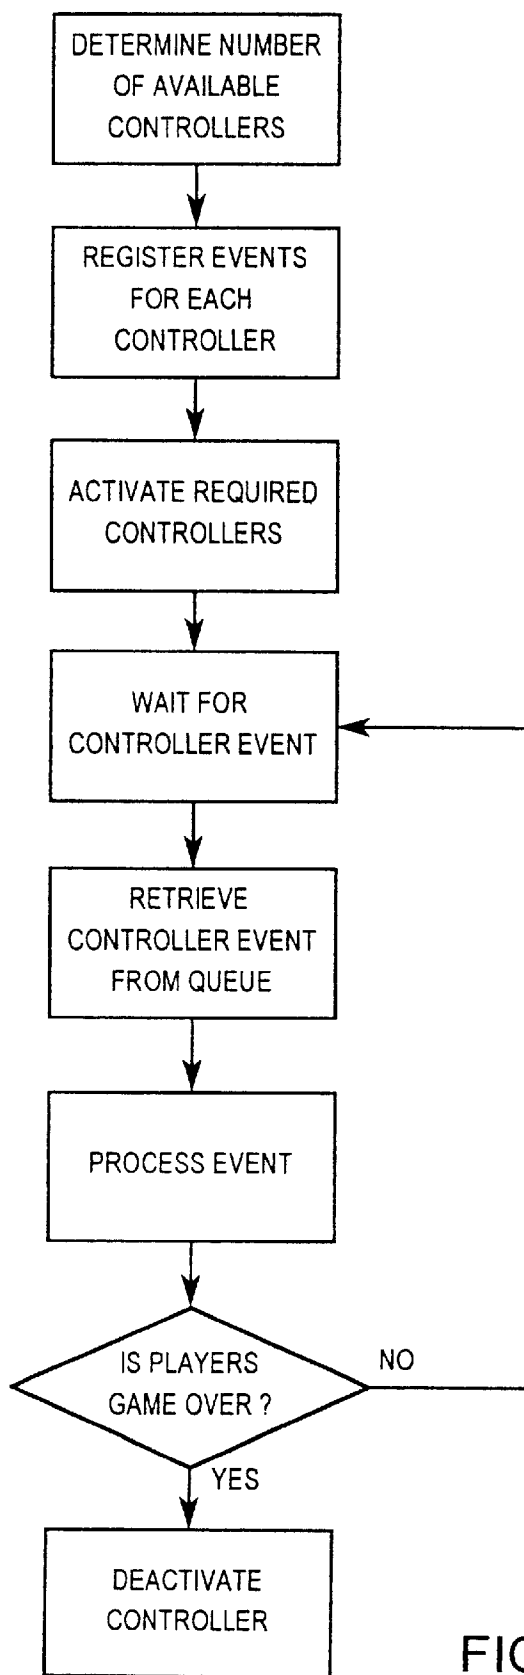 DETERMINE NUMBER
OF AVAILABLE
CONTROLLERS
REGISTER EVENTS
FOR EACH
CONTROLLER
ACTIVATE REQUIRED
CONTROLLERS
WAIT FOR
CONTROLLER EVENT
RETRIEVE
CONTROLLER EVENT
FROM QUEUE
PROCESS EVENT
IS PLAYERS
GAME OVER ?
NO
YES
DEACTIVATE
CONTROLLER